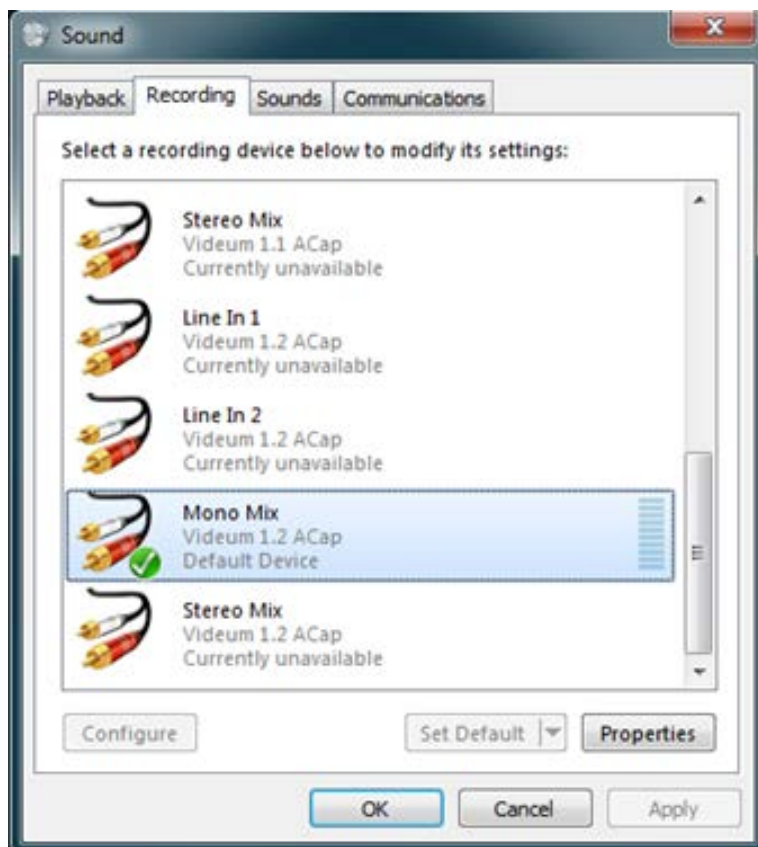 Sound
Playback Recording Sounds Communications
Select a recording device below to modify its settings:
Stereo Mix
Videum 1.1 ACap
Currently unavailable
Line In 1
Videum 1.2 ACap
Currently unavailable
Line In 2
Videum 1.2 ACap
Currently unavailable
Mono Mix
Videum 1.2 ACap
Default Device
Stereo Mix
Videum 1.2 ACap
Currently unavailable
Configure Set Default Properties
OK Cancel Apply